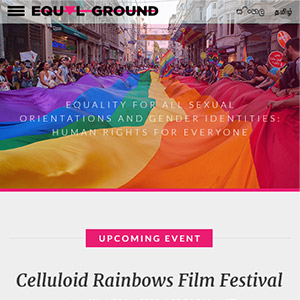 EQUAL GROUND
සිංහල
தமிழ்
EQUALITY FOR ALL SEXUAL
ORIENTATIONS AND GENDER IDENTITIES:
HUMAN RIGHTS FOR EVERYONE
UPCOMING EVENT
Celluloid Rainbows Film Festival